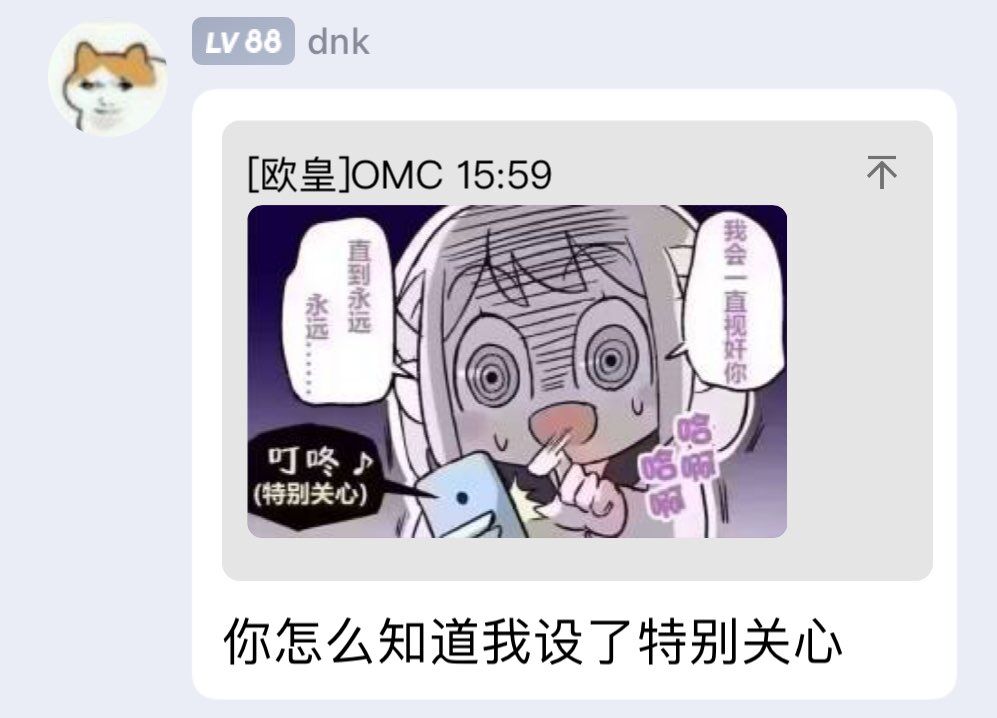 LV 88 dnk
[欧皇]OMC 15:59
我会一直视奸你
直到永远
永远……
叮咚♪
(特别关心)
哈啊
哈啊
你怎么知道我设了特别关心